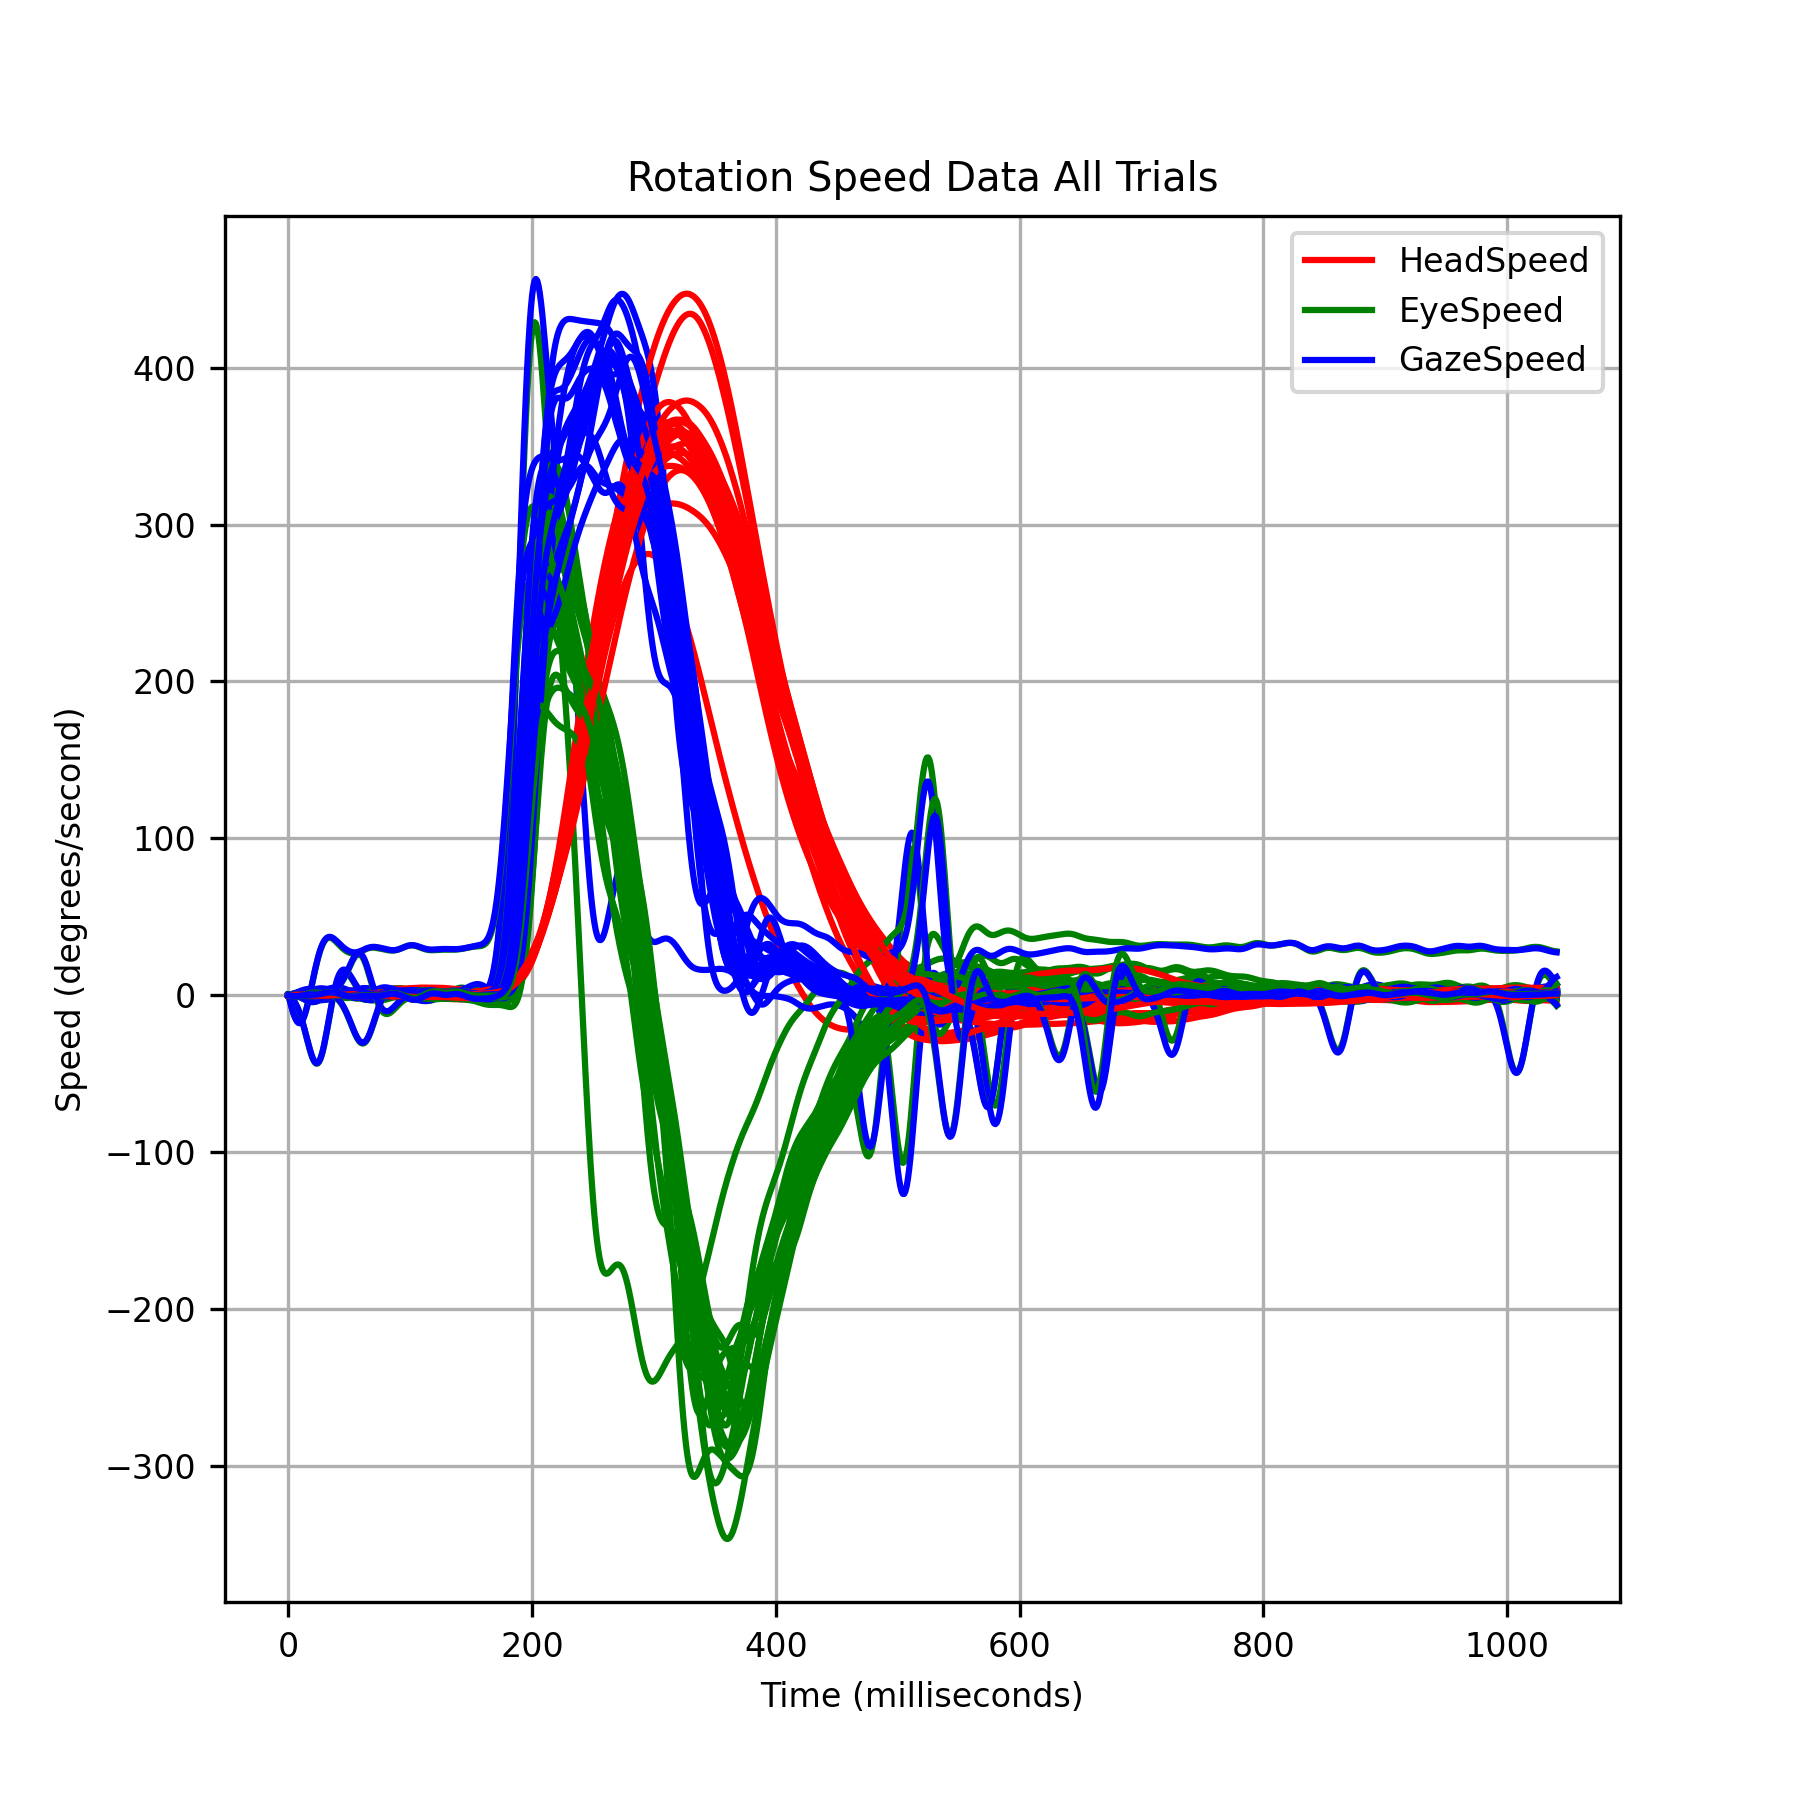 Rotation Speed Data All Trials
HeadSpeed
EyeSpeed
GazeSpeed
400
300
200
100
0
−100
−200
−300
Speed (degrees/second)
0 200 400 600 800 1000
Time (milliseconds)